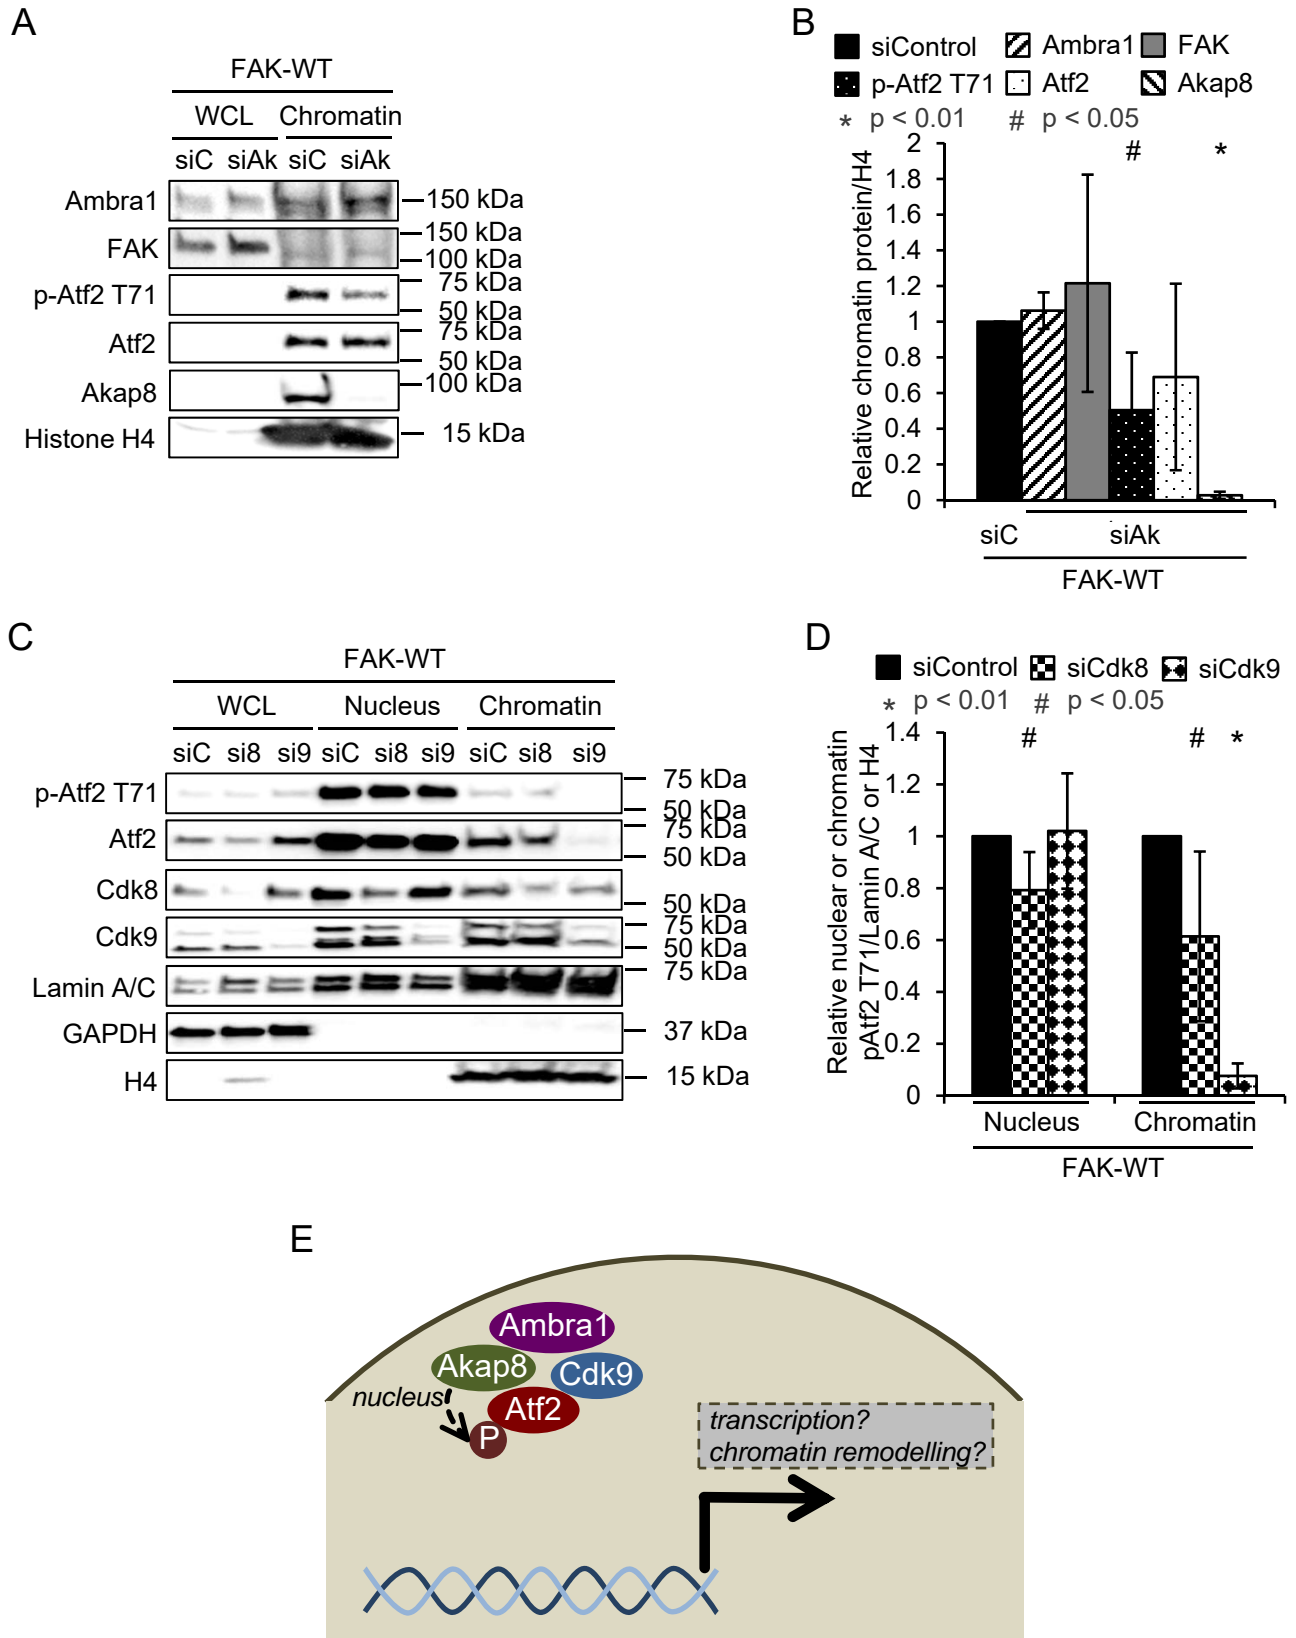 A
FAK-WT
WCL Chromatin
siC siAk siC siAk
Ambra1 150 kDa
FAK 150 kDa
100 kDa
p-Atf2 T71 75 kDa
50 kDa
Atf2 75 kDa
50 kDa
Akap8 100 kDa
Histone H4 15 kDa
B
siControl Ambra1 FAK
p-Atf2 T71 Atf2 Akap8
* p < 0.01 # p < 0.05
Relative chromatin protein/H4
2
1.8
1.6
1.4
1.2
1
0.8
0.6
0.4
0.2
0
# *
siC siAk
FAK-WT
C
FAK-WT
WCL Nucleus Chromatin
siC si8 si9 siC si8 si9 siC si8 si9
p-Atf2 T71 75 kDa
50 kDa
Atf2 75 kDa
50 kDa
Cdk8 50 kDa
Cdk9 75 kDa
50 kDa
Lamin A/C 75 kDa
GAPDH 37 kDa
H4 15 kDa
D
siControl siCdk8 siCdk9
* p < 0.01 # p < 0.05
Relative nuclear or chromatin
pAtf2 T71/Lamin A/C or H4
1.4
1.2
1
0.8
0.6
0.4
0.2
0
# # *
Nucleus Chromatin
FAK-WT
E
Ambra1
Akap8 Cdk9
nucleus
Atf2
P
transcription?
chromatin remodelling?